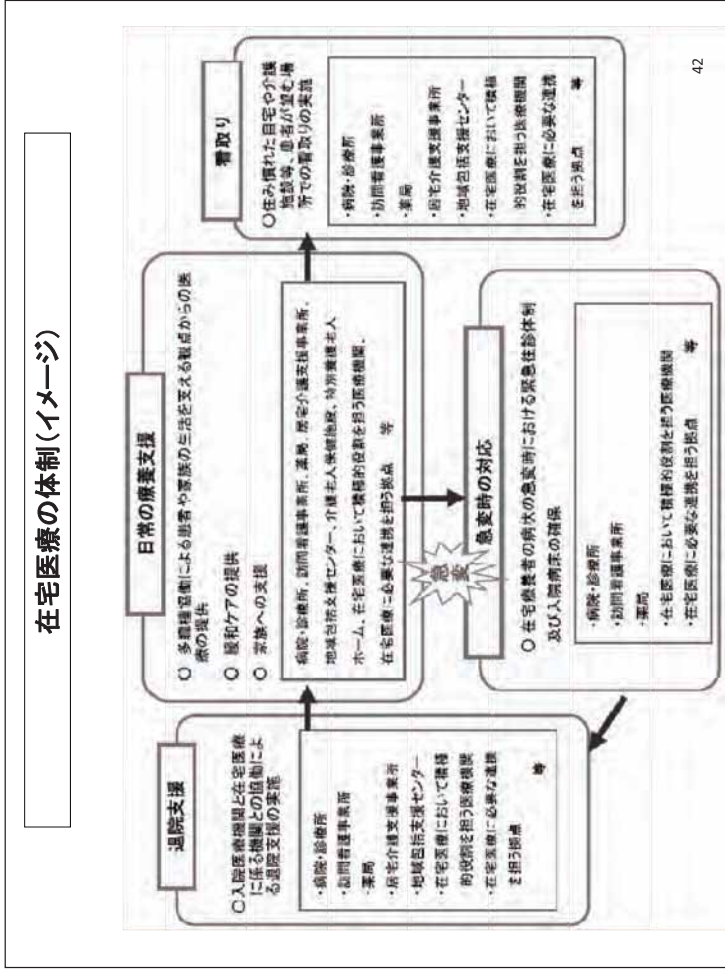 在宅医療の体制(イメージ)
退院支援
○入院医療機関と在宅医療
に係る機関との協働によ
る退院支援の実施
・病院・診療所
・訪問看護事業所
・薬局
・居宅介護支援事業所
・地域包括支援センター
・在宅医療において積極
的役割を担う医療機関
・在宅医療に必要な連携
を担う拠点
等
日常の療養支援
○ 多職種協働による患者や家族の生活を支える観点からの医
療の提供
○ 緩和ケアの提供
○ 家族への支援
病院・診療所、訪問看護事業所、薬局、居宅介護支援事業所、
地域包括支援センター、介護老人保健施設、特別養護老人
ホーム、在宅医療において積極的役割を担う医療機関、
在宅医療に必要な連携を担う拠点 等
急変
急変時の対応
○ 在宅療養者の病状の急変時における緊急往診体制
及び入院病床の確保
・病院・診療所
・訪問看護事業所
・薬局
・在宅医療において積極的役割を担う医療機関
・在宅医療に必要な連携を担う拠点 等
看取り
○住み慣れた自宅や介護
施設等、患者が望む場
所での看取りの実施
・病院・診療所
・訪問看護事業所
・薬局
・居宅介護支援事業所
・地域包括支援センター
・在宅医療において積極
的役割を担う医療機関
・在宅医療に必要な連携
を担う拠点 等
42